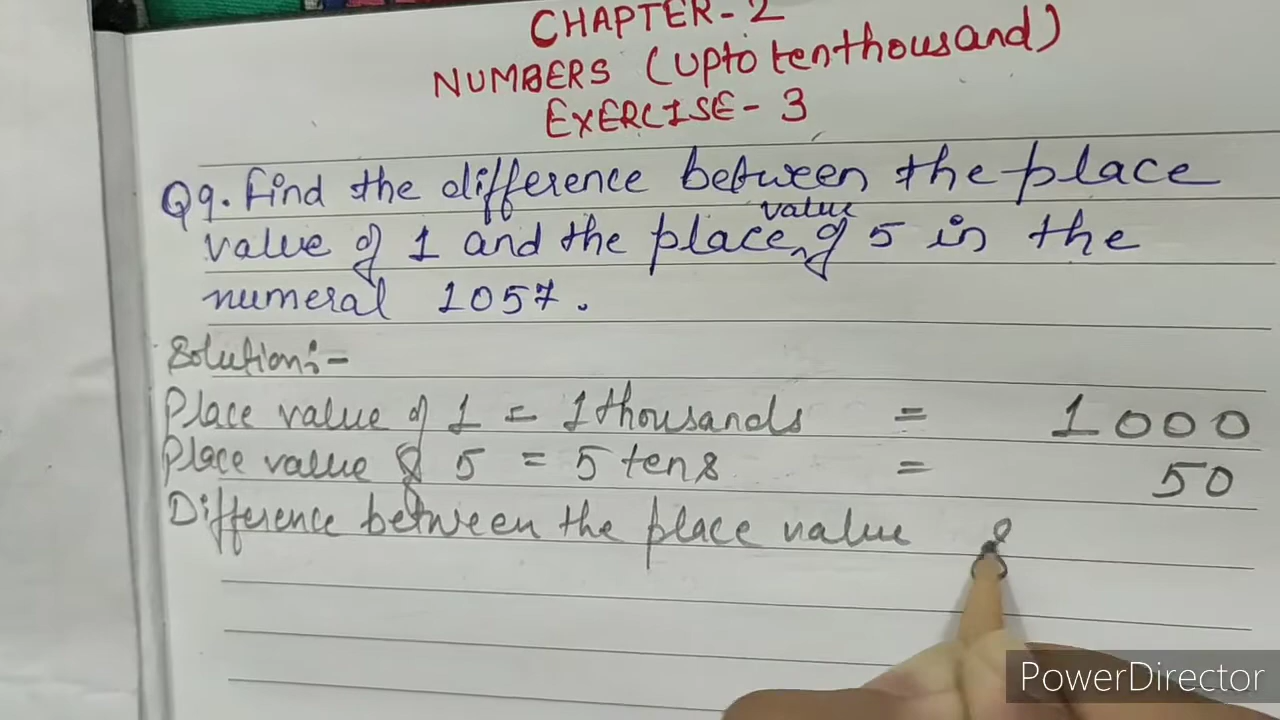 CHAPTER-2
NUMBERS (upto tenthousand)
EXERCISE-3
Q9. Find the difference between the place
value of 1 and the place value of 5 in the
numeral 1057.
Solution:-
Place value of 1 = 1 thousands = 1000
Place value of 5 = 5 tens = 50
Difference between the place value of
PowerDirector